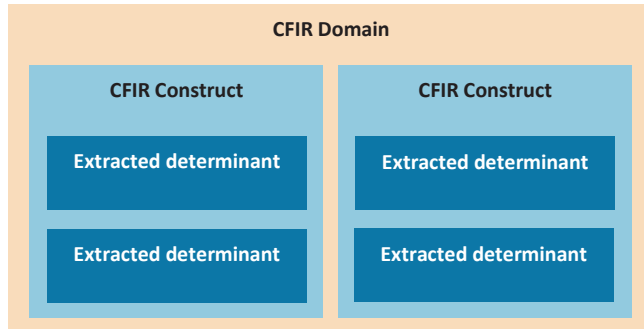 CFIR Domain
CFIR Construct
Extracted determinant
Extracted determinant
CFIR Construct
Extracted determinant
Extracted determinant